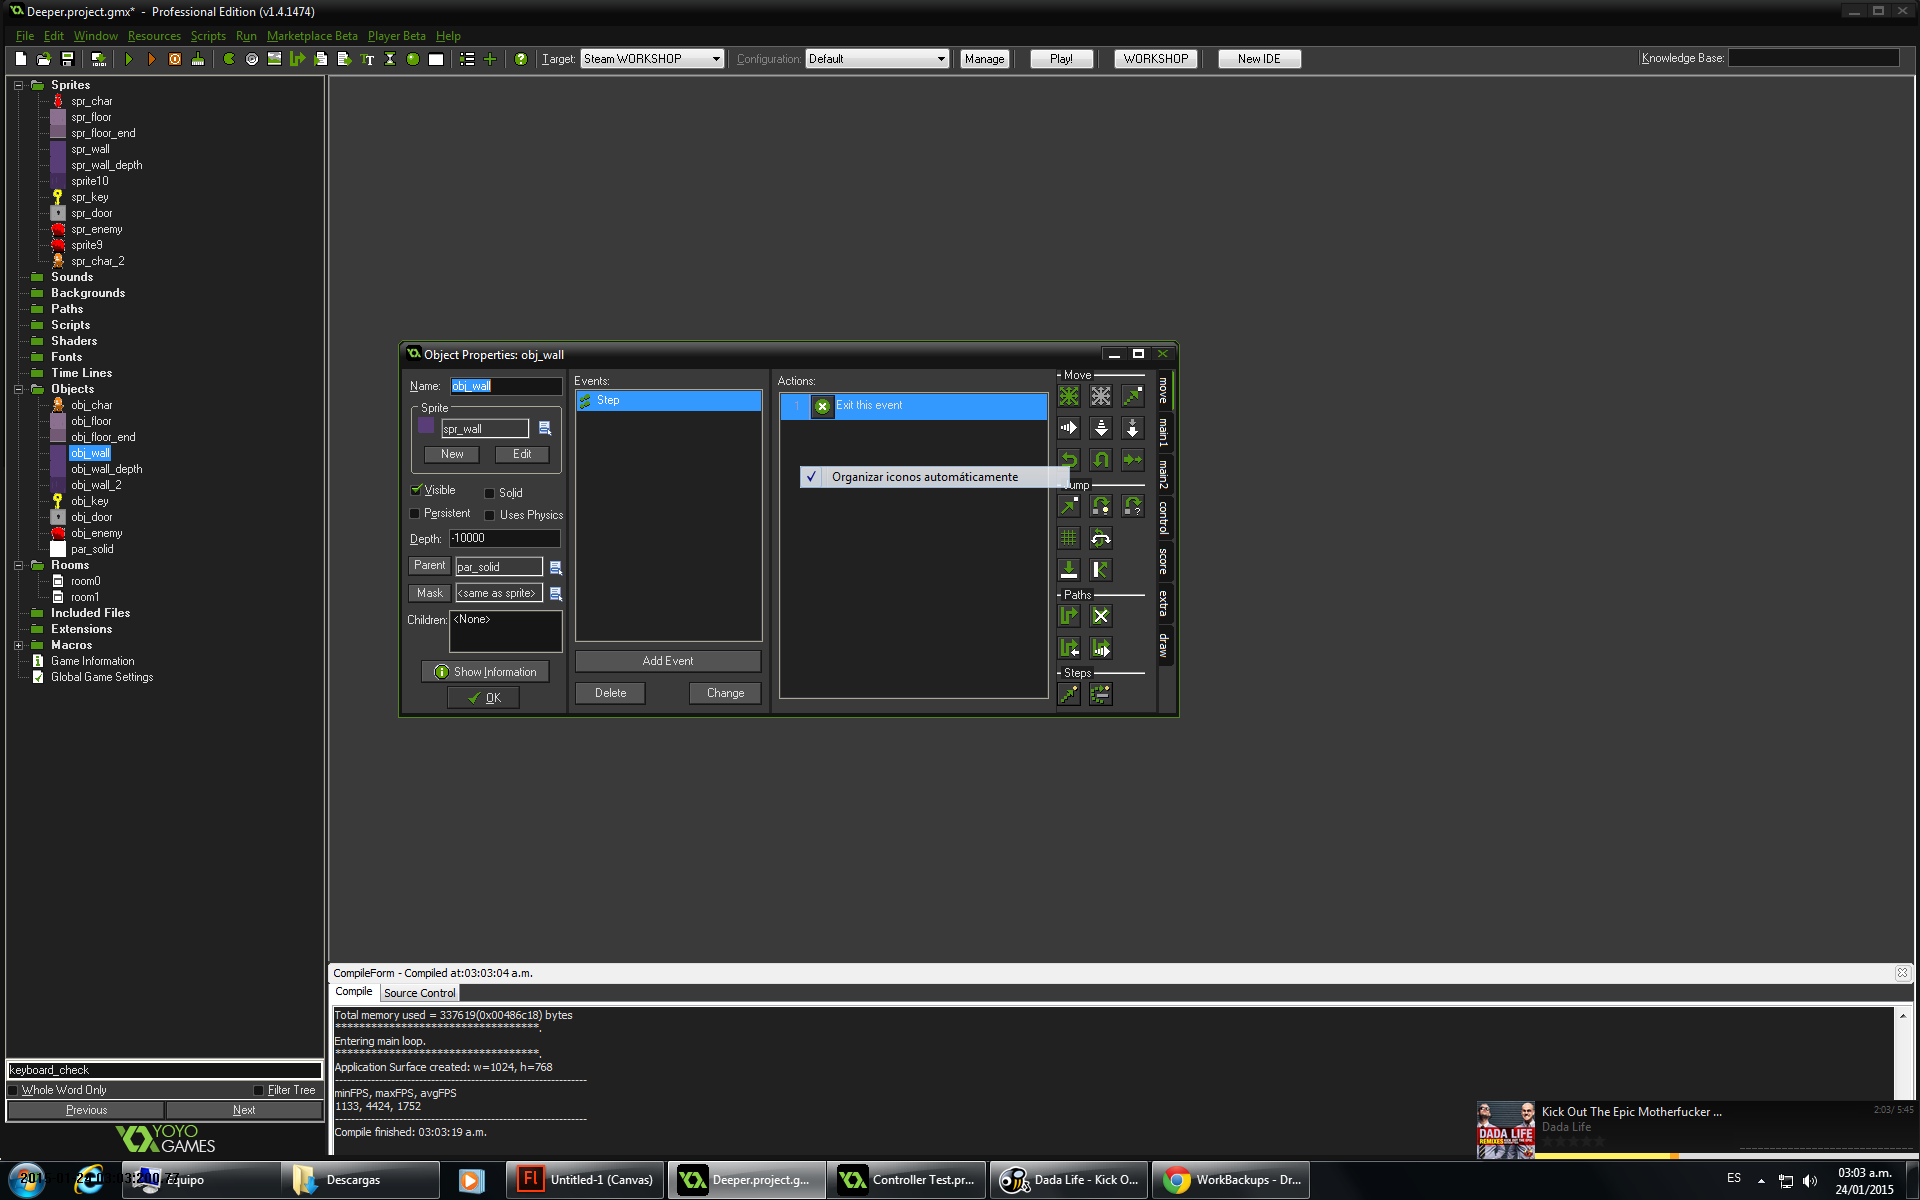 Deeper.project.gmx* - Professional Edition (v1.4.1474)
File Edit Window Resources Scripts Run Marketplace Beta Player Beta Help
Target: Steam WORKSHOP Configuration: Default Manage Play! WORKSHOP New IDE Knowledge Base:
Sprites
spr_char
spr_floor
spr_floor_end
spr_wall
spr_wall_depth
sprite10
spr_key
spr_door
spr_enemy
sprite9
spr_char_2
Sounds
Backgrounds
Paths
Scripts
Shaders
Fonts
Time Lines
Objects
obj_char
obj_floor
obj_floor_end
obj_wall
obj_wall_depth
obj_wall_2
obj_key
obj_door
obj_enemy
par_solid
Rooms
room0
room1
Included Files
Extensions
Macros
Game Information
Global Game Settings
keyboard_check
Whole Word Only Filter Tree
Previous Next
YOYO GAMES
Object Properties: obj_wall
Name: obj_wall
Sprite
spr_wall
New Edit
Visible Solid
Persistent Uses Physics
Depth: -10000
Parent par_solid
Mask <same as sprite>
Children: <None>
Show Information
OK
Events:
Step
Add Event
Delete Change
Actions:
1 Exit this event
Organizar iconos automáticamente
Move
Jump
Paths
Steps
move
main1
main2
control
score
extra
draw
CompileForm - Compiled at:03:03:04 a.m.
Compile Source Control
Total memory used = 337619(0x00486c18) bytes
**********************************.
Entering main loop.
**********************************.
Application Surface created: w=1024, h=768
minFPS, maxFPS, avgFPS
1133, 4424, 1752
Compile finished: 03:03:19 a.m.
Kick Out The Epic Motherfucker ... 2:03/ 5:45
Dada Life
DADA LIFE
Equipo
Descargas
Fl Untitled-1 (Canvas)
Deeper.project.g...
Controller Test.pr...
Dada Life - Kick O...
WorkBackups - Dr...
ES
03:03 a.m.
24/01/2015